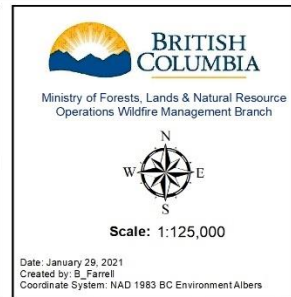 BRITISH
COLUMBIA
Ministry of Forests, Lands & Natural Resource
Operations Wildfire Management Branch
N
W E
S
Scale: 1:125,000
Date: January 29, 2021
Created by: B_Farrell
Coordinate System: NAD 1983 BC Environment Albers